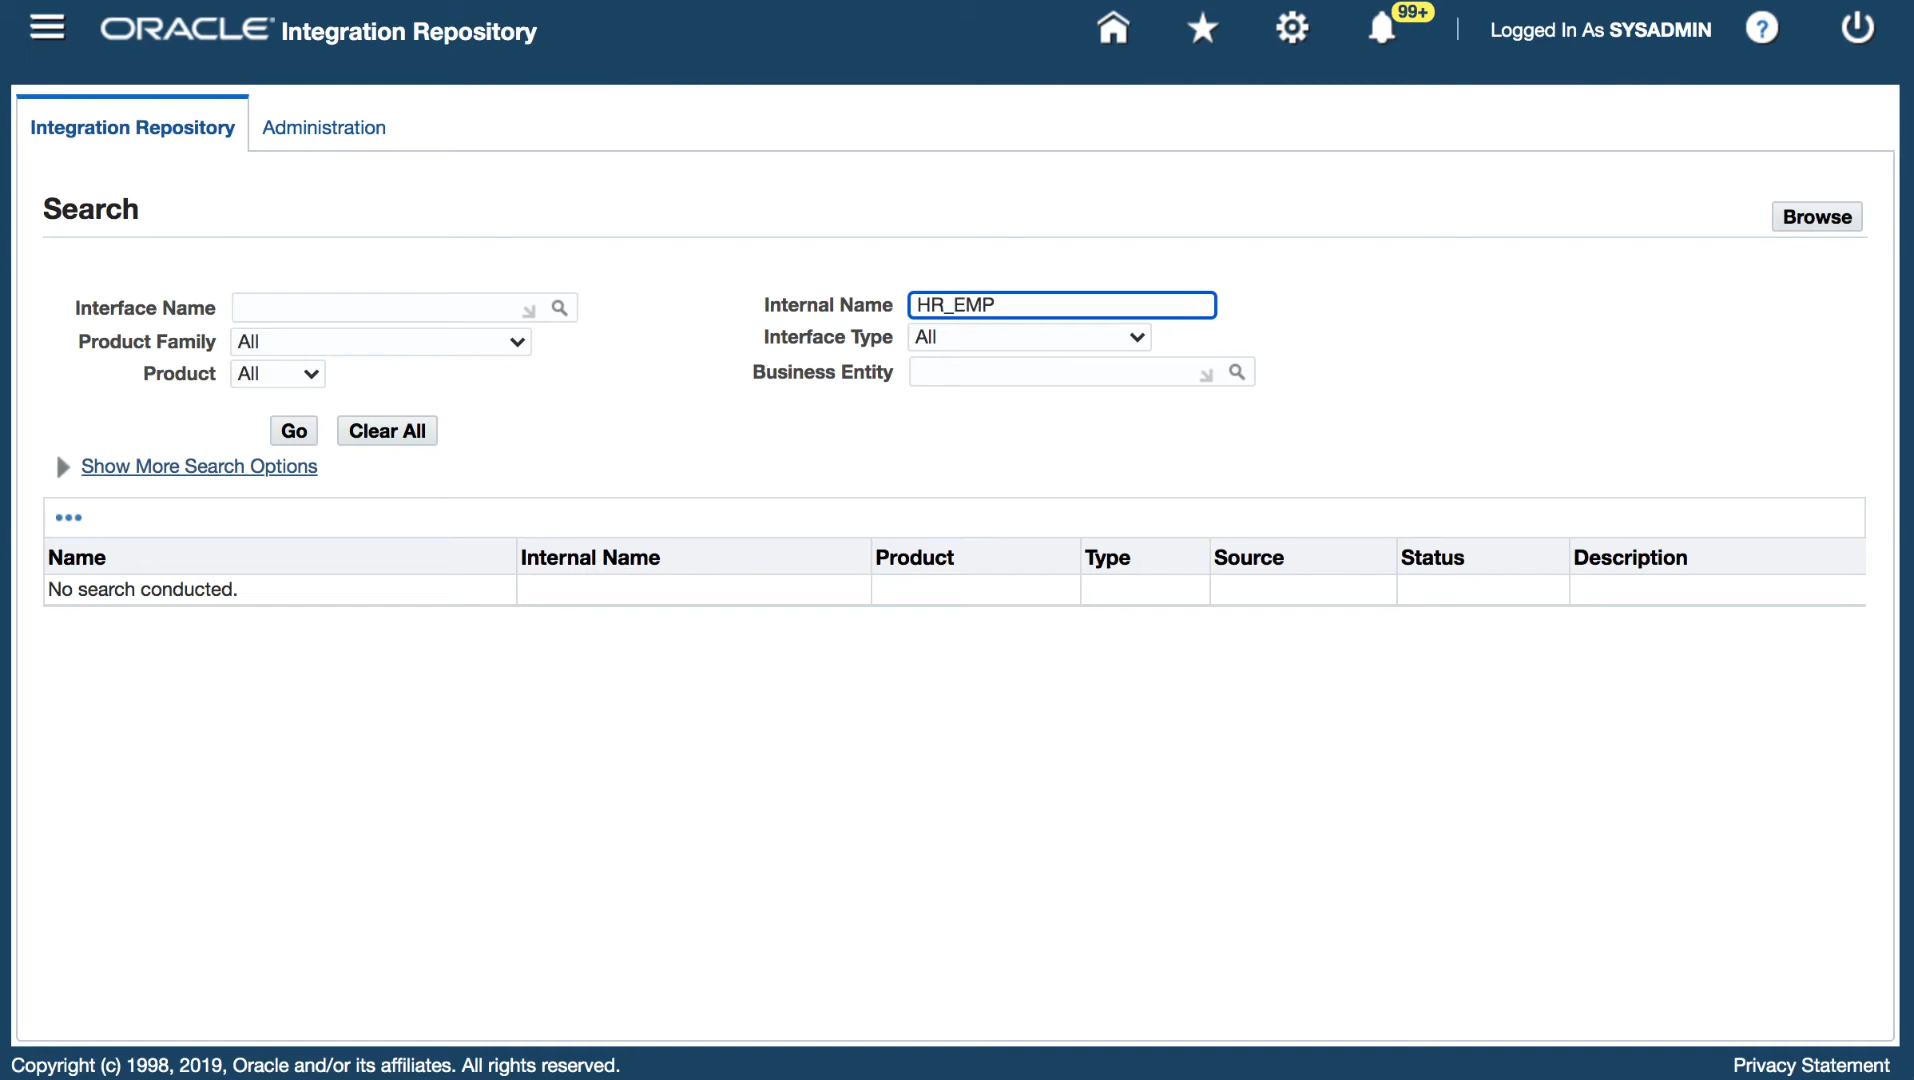 ORACLE Integration Repository
99+
Logged In As SYSADMIN
?
Integration Repository
Administration
Search
Browse
Interface Name
Internal Name HR_EMP
Product Family All
Interface Type All
Product All
Business Entity
Go
Clear All
Show More Search Options
Name Internal Name Product Type Source Status Description
No search conducted.
Copyright (c) 1998, 2019, Oracle and/or its affiliates. All rights reserved.
Privacy Statement